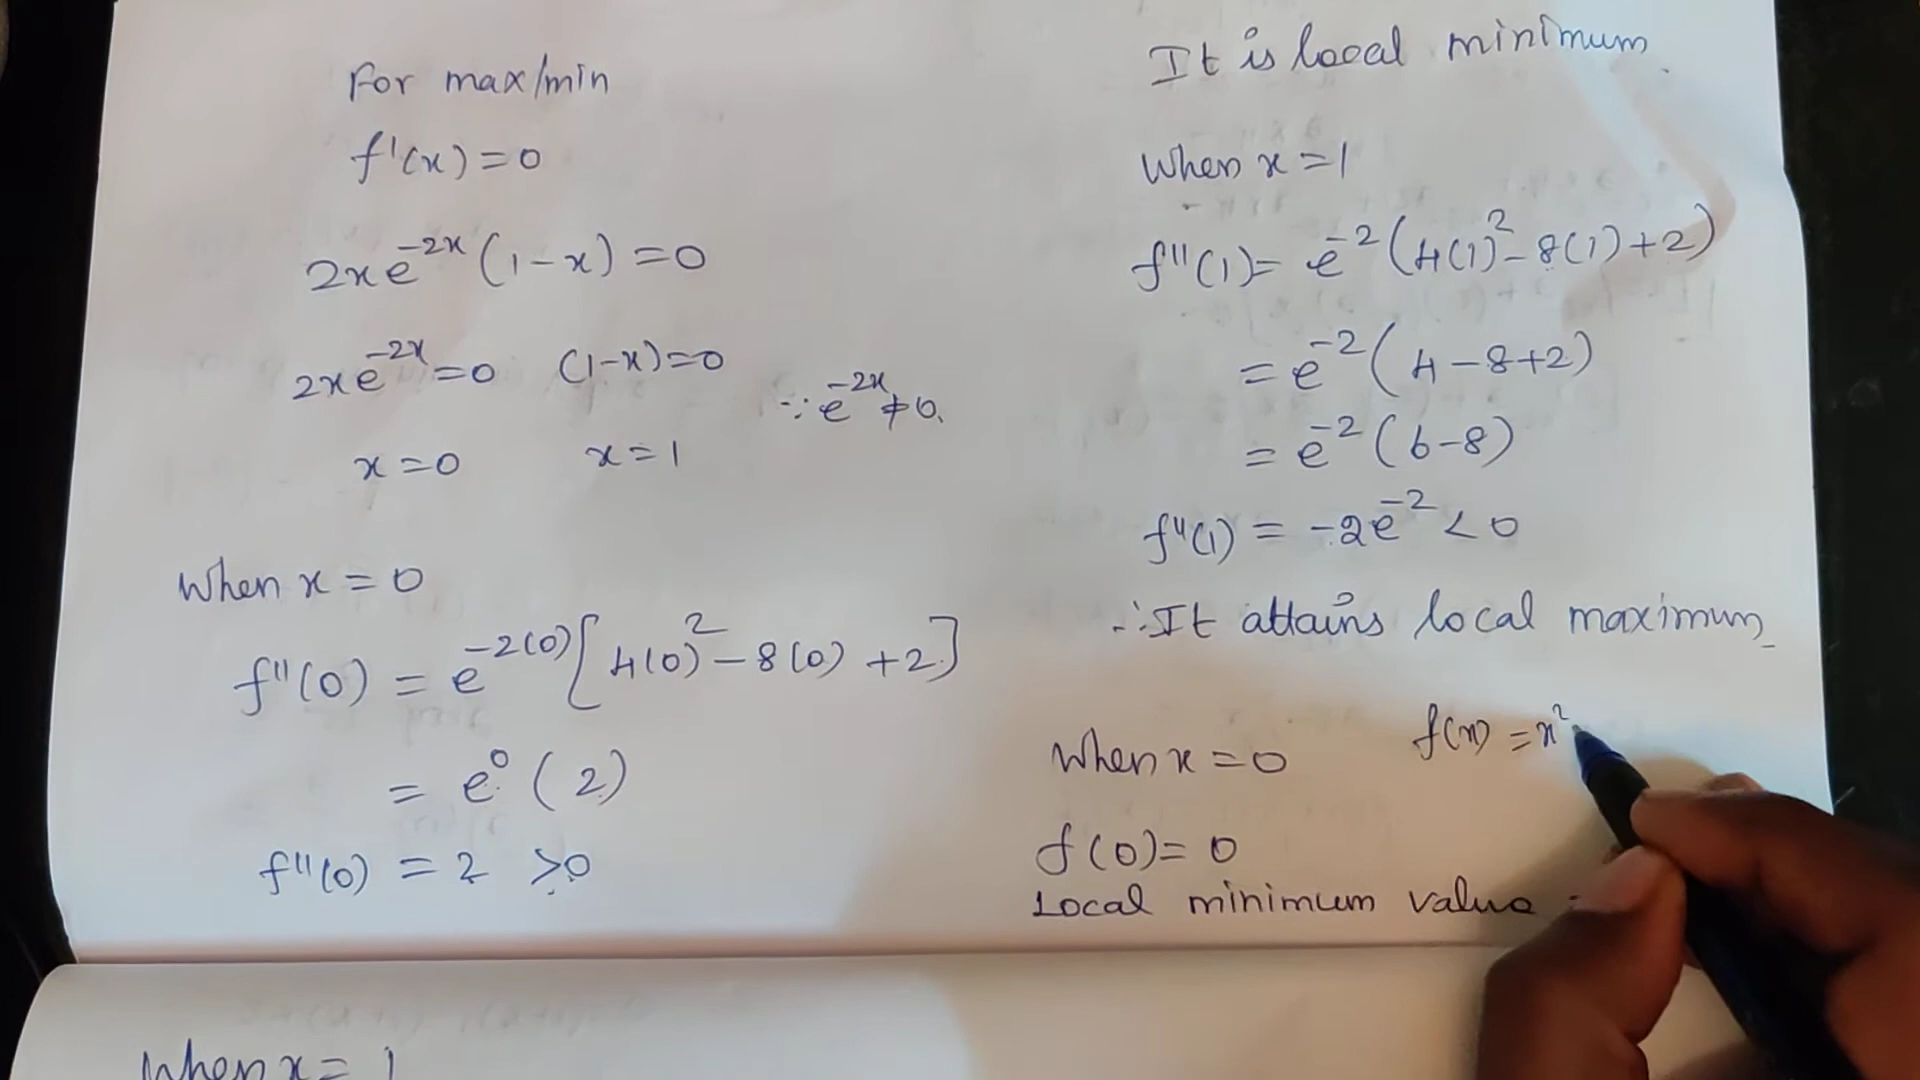 For max/min
f'(x) = 0
2xe^{-2x} (1-x) = 0
2xe^{-2x} = 0 (1-x) = 0 ∵ e^{-2x} ≠ 0.
x = 0 x = 1
When x = 0
f''(0) = e^{-2(0)} [4(0)^2 - 8(0) + 2]
= e^0 (2)
f''(0) = 2 > 0
It is local minimum.
When x = 1
f''(1) = e^{-2} (4(1)^2 - 8(1) + 2)
= e^{-2} (4 - 8 + 2)
= e^{-2} (6 - 8)
f''(1) = -2e^{-2} < 0
∴ It attains local maximum
When x = 0 f(x) = x^2
f(0) = 0
Local minimum value =
When x = 1